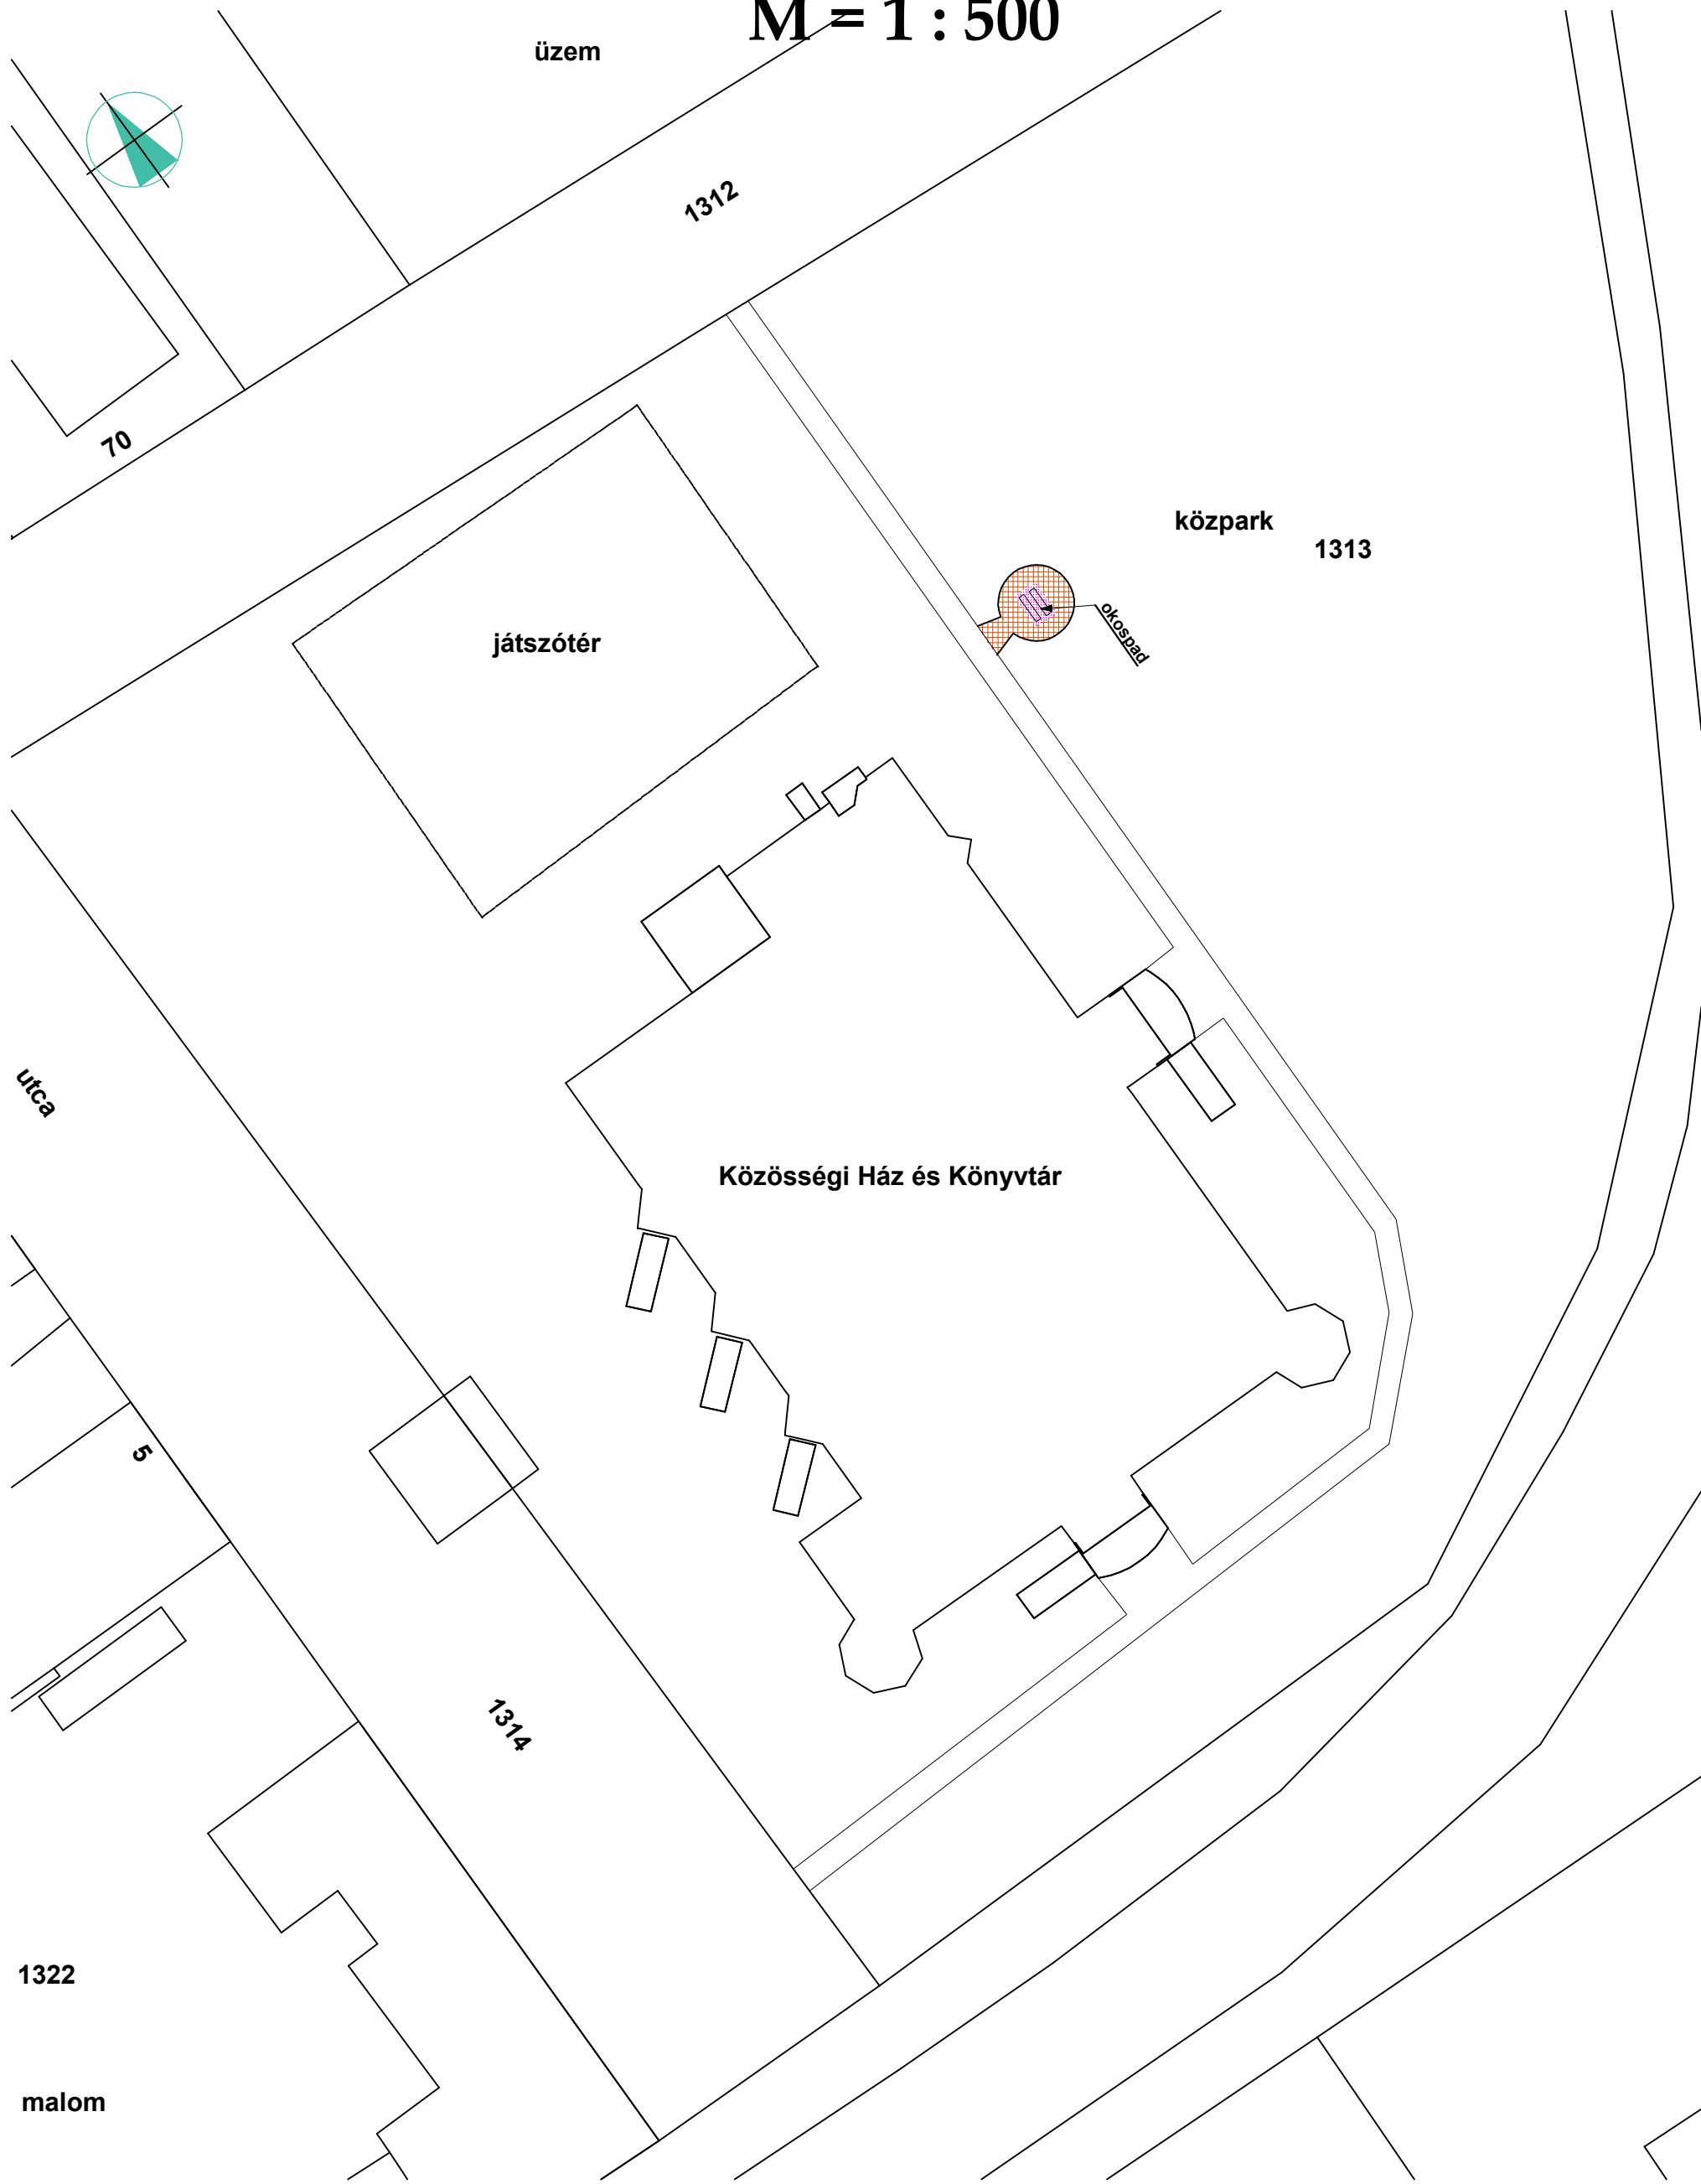 M = 1 : 500
üzem
1312
70
közpark
1313
okospad
játszótér
utca
Közösségi Ház és Könyvtár
5
1314
1322
malom